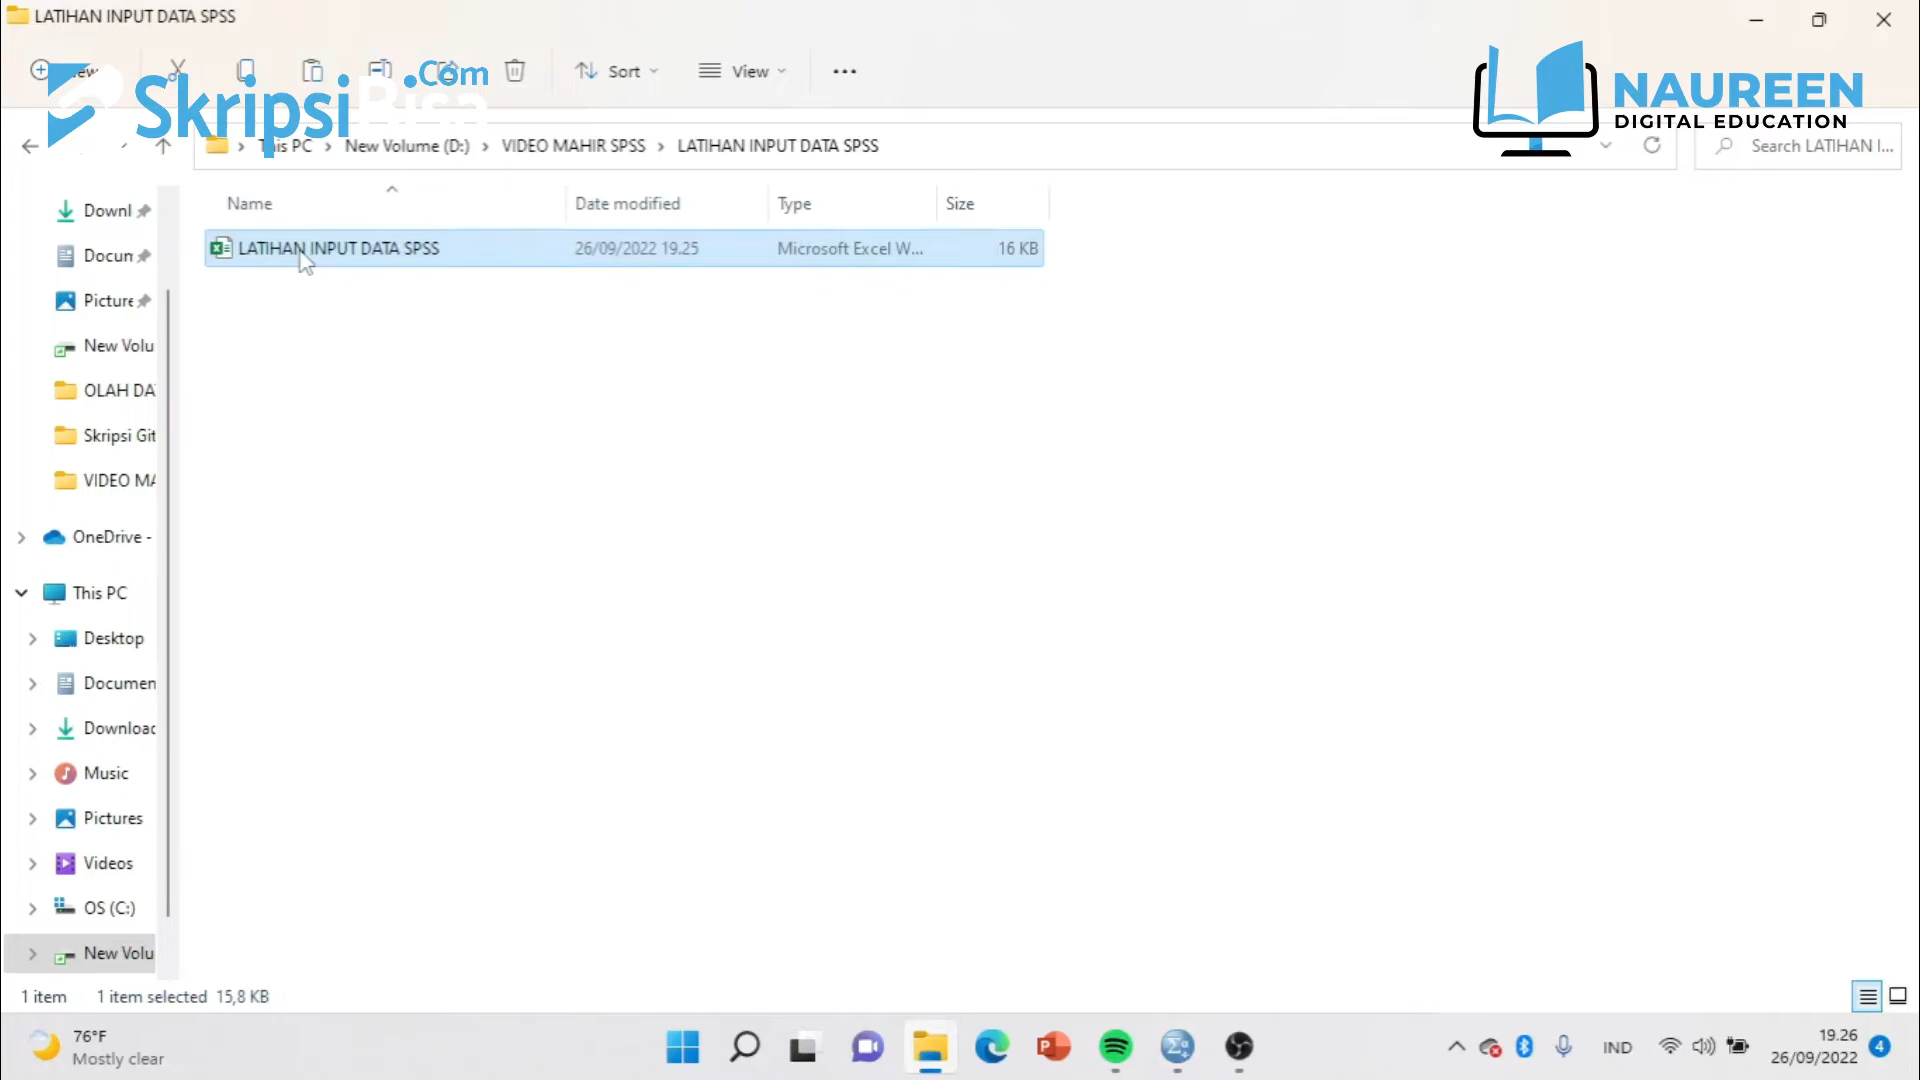 LATIHAN INPUT DATA SPSS
Sort
View
SkripsiBisa.Com
NAUREEN
DIGITAL EDUCATION
This PC > New Volume (D:) > VIDEO MAHIR SPSS > LATIHAN INPUT DATA SPSS
Search LATIHAN I...
Name Date modified Type Size
LATIHAN INPUT DATA SPSS 26/09/2022 19.25 Microsoft Excel W... 16 KB
Downl
Docun
Picture
New Volu
OLAH DA
Skripsi Git
VIDEO MA
OneDrive -
This PC
Desktop
Documen
Downloac
Music
Pictures
Videos
OS (C:)
New Volu
1 item 1 item selected 15,8 KB
76°F
Mostly clear
IND
19.26
26/09/2022
4